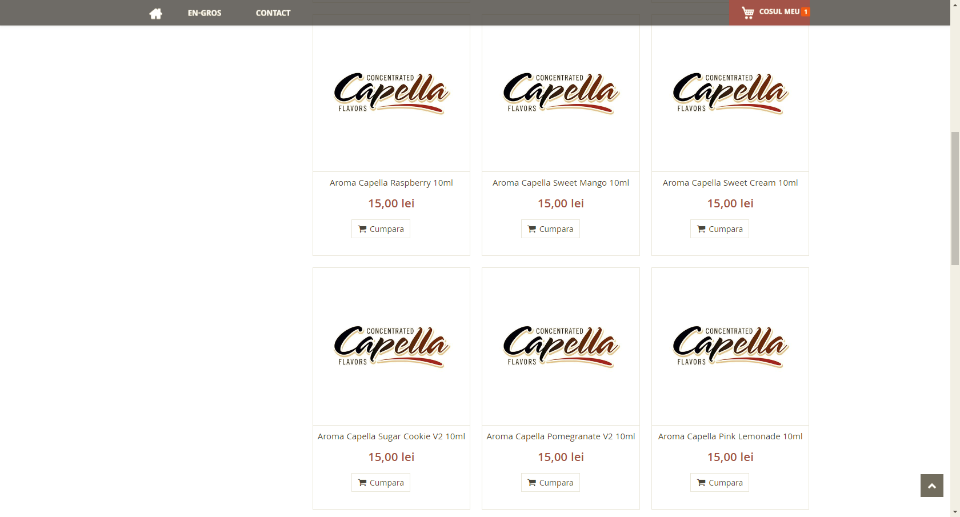 EN-GROS
CONTACT
COSUL MEU 1
CONCENTRATED
Capella
FLAVORS
CONCENTRATED
Capella
FLAVORS
CONCENTRATED
Capella
FLAVORS
Aroma Capella Raspberry 10ml
Aroma Capella Sweet Mango 10ml
Aroma Capella Sweet Cream 10ml
15,00 lei
15,00 lei
15,00 lei
Cumpara
Cumpara
Cumpara
CONCENTRATED
Capella
FLAVORS
CONCENTRATED
Capella
FLAVORS
CONCENTRATED
Capella
FLAVORS
Aroma Capella Sugar Cookie V2 10ml
Aroma Capella Pomegranate V2 10ml
Aroma Capella Pink Lemonade 10ml
15,00 lei
15,00 lei
15,00 lei
Cumpara
Cumpara
Cumpara